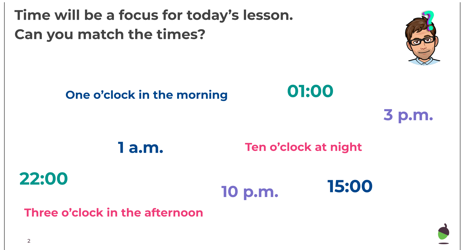 Time will be a focus for today's lesson.
Can you match the times?
?
One o'clock in the morning
01:00
3 p.m.
1 a.m.
Ten o'clock at night
22:00
10 p.m.
15:00
Three o'clock in the afternoon
2